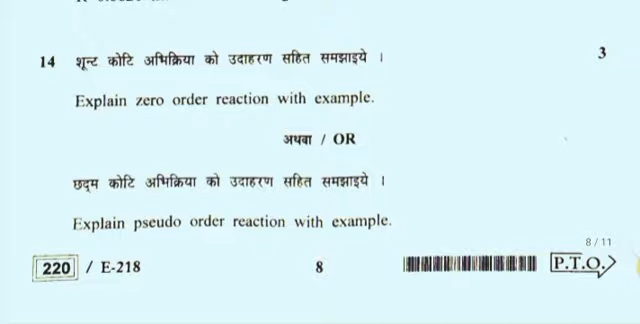 14 शून्ट कोटि अभिक्रिया को उदाहरण सहित समझाइये । 3
Explain zero order reaction with example.
अथवा / OR
छद्म कोटि अभिक्रिया को उदाहरण सहित समझाइये ।
Explain pseudo order reaction with example.
8 / 11
220 / E-218 8 P.T.O.